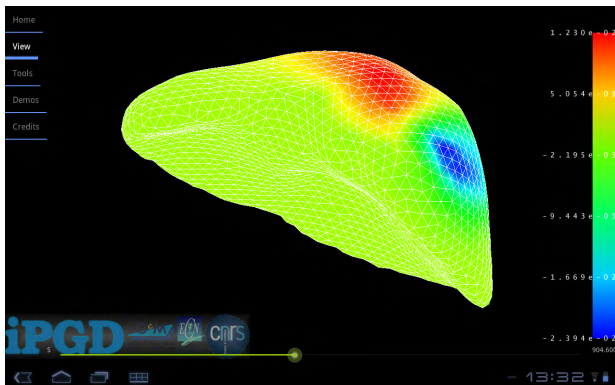 Home
View
Tools
Demos
Credits
1.230e-02
5.054e-03
-2.195e-03
-9.443e-03
-1.669e-02
-2.394e-02
iPGD
cnrs
s
904.600
13:32